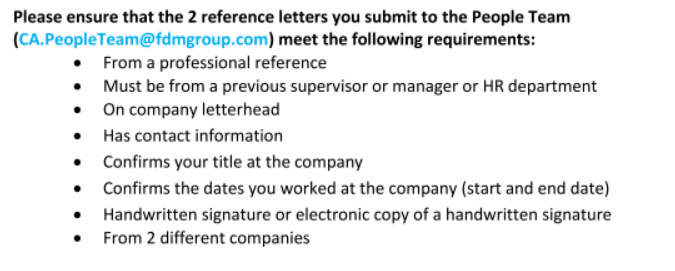 Please ensure that the 2 reference letters you submit to the People Team
(CA.PeopleTeam@fdmgroup.com) meet the following requirements:
• From a professional reference
• Must be from a previous supervisor or manager or HR department
• On company letterhead
• Has contact information
• Confirms your title at the company
• Confirms the dates you worked at the company (start and end date)
• Handwritten signature or electronic copy of a handwritten signature
• From 2 different companies